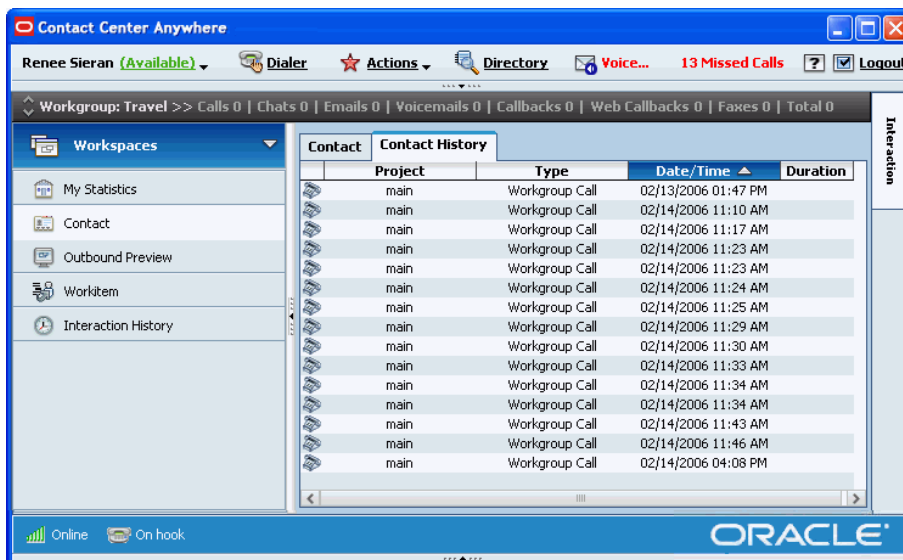 Contact Center Anywhere
Renee Sieran (Available) Dialer Actions Directory Voice... 13 Missed Calls ? Logout
Workgroup: Travel >> Calls 0 | Chats 0 | Emails 0 | Voicemails 0 | Callbacks 0 | Web Callbacks 0 | Faxes 0 | Total 0
Interaction
Workspaces
My Statistics
Contact
Outbound Preview
Workitem
Interaction History
Contact Contact History
Project Type Date/Time Duration
main Workgroup Call 02/13/2006 01:47 PM
main Workgroup Call 02/14/2006 11:10 AM
main Workgroup Call 02/14/2006 11:17 AM
main Workgroup Call 02/14/2006 11:23 AM
main Workgroup Call 02/14/2006 11:23 AM
main Workgroup Call 02/14/2006 11:24 AM
main Workgroup Call 02/14/2006 11:25 AM
main Workgroup Call 02/14/2006 11:29 AM
main Workgroup Call 02/14/2006 11:30 AM
main Workgroup Call 02/14/2006 11:33 AM
main Workgroup Call 02/14/2006 11:34 AM
main Workgroup Call 02/14/2006 11:34 AM
main Workgroup Call 02/14/2006 11:43 AM
main Workgroup Call 02/14/2006 11:46 AM
main Workgroup Call 02/14/2006 04:08 PM
Online On hook ORACLE